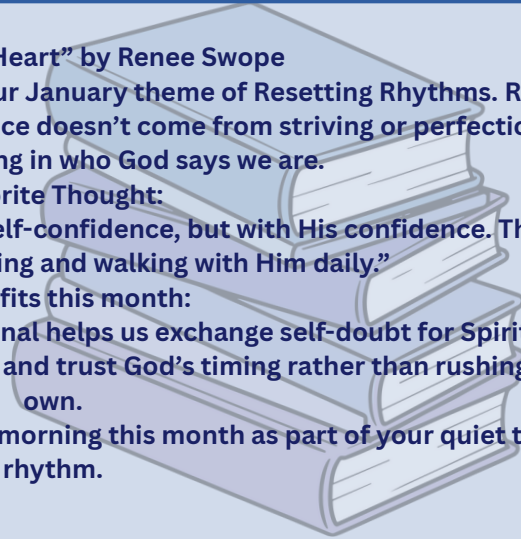 Heart” by Renee Swope
ur January theme of Resetting Rhythms. R
ce doesn’t come from striving or perfectio
ng in who God says we are.
rite Thought:
elf-confidence, but with His confidence. Th
ing and walking with Him daily.”
fits this month:
nal helps us exchange self-doubt for Spirit
and trust God’s timing rather than rushing
own.
morning this month as part of your quiet t
rhythm.